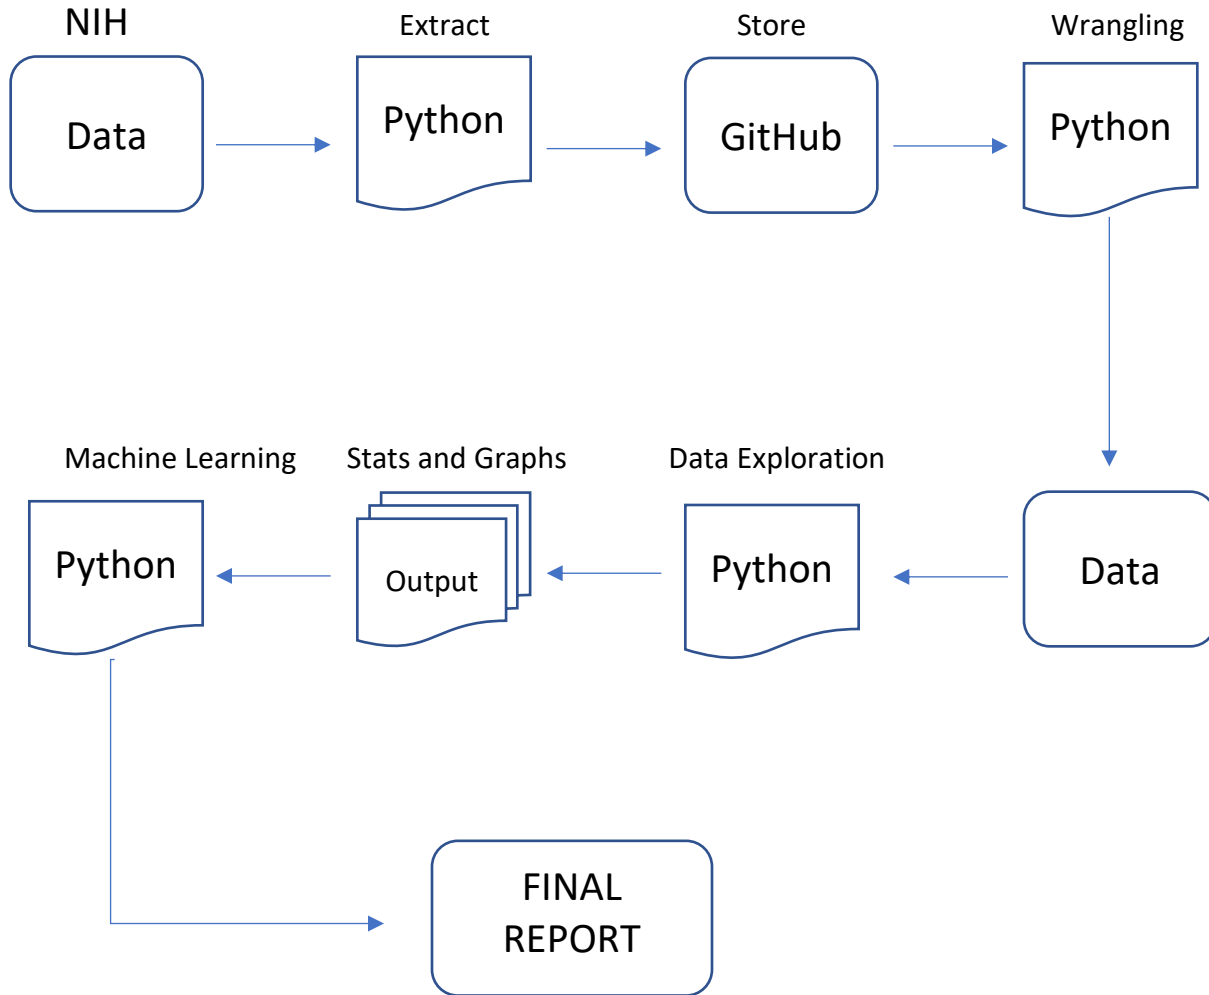 NIH
Extract
Store
Wrangling
Data
Python
GitHub
Python
Machine Learning
Stats and Graphs
Data Exploration
Python
Output
Python
Data
FINAL
REPORT